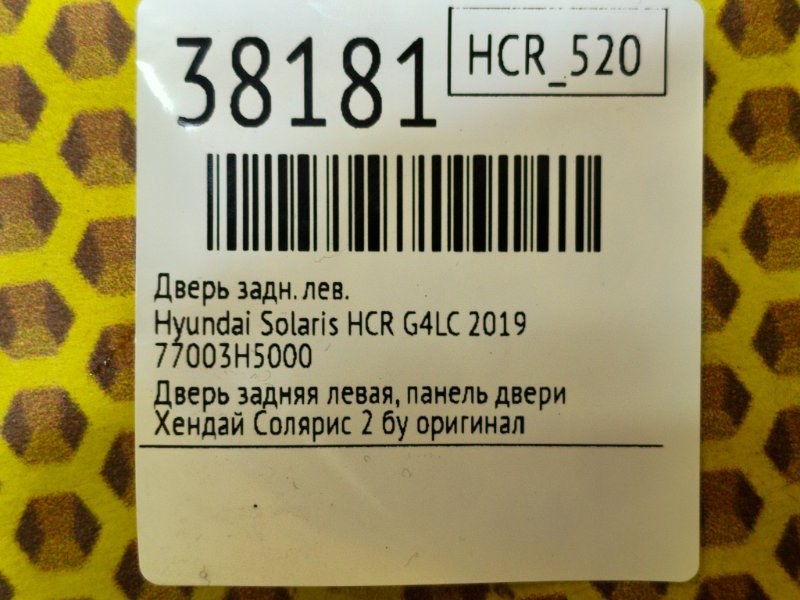 38181
HCR_520
Дверь задн. лев.
Hyundai Solaris HCR G4LC 2019
77003H5000
Дверь задняя левая, панель двери
Хендай Солярис 2 бу оригинал